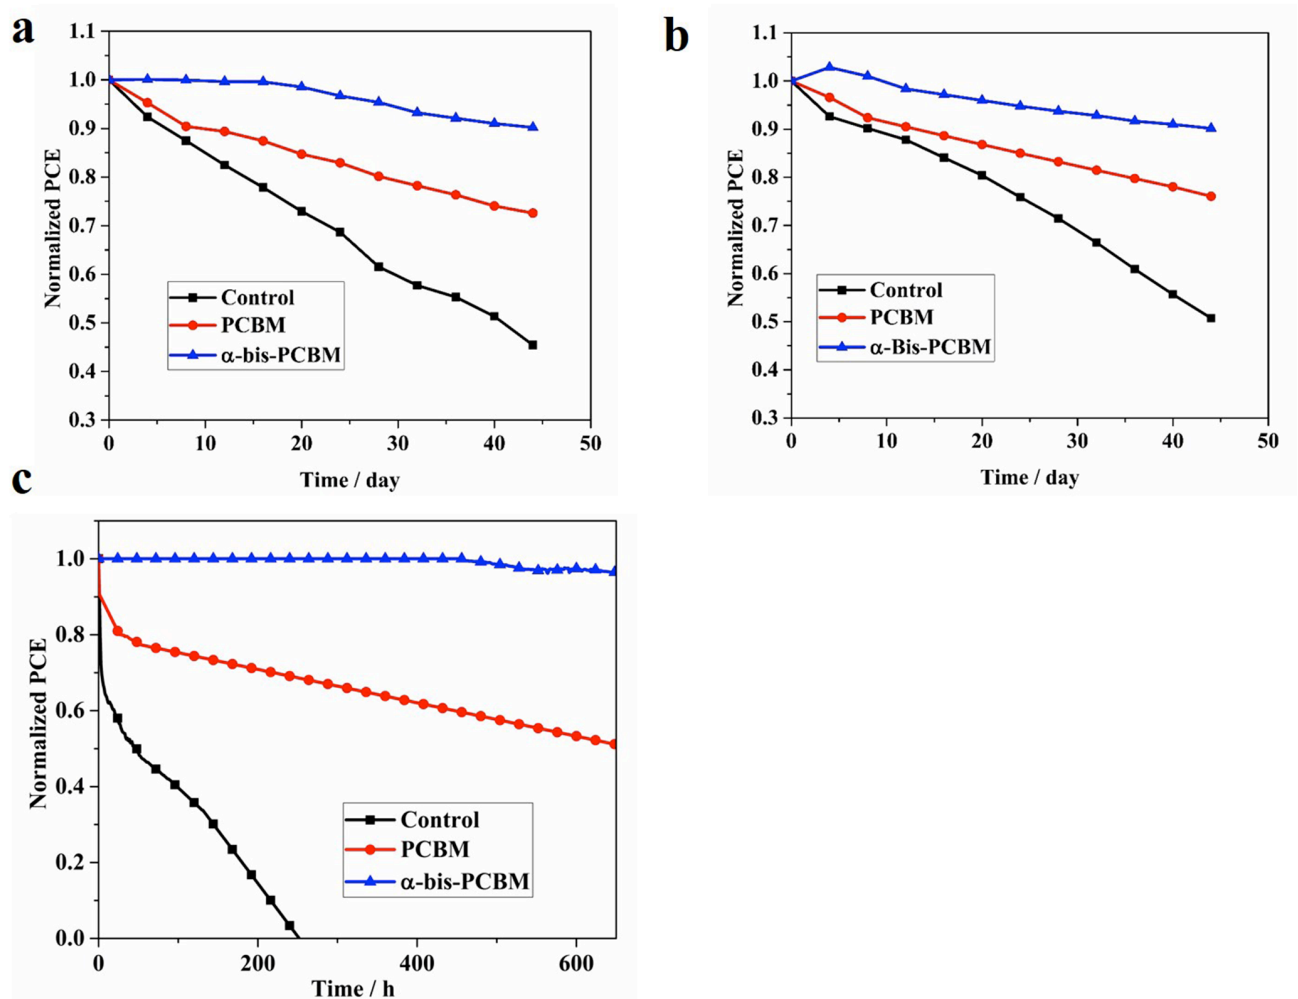 a
1.1
1.0
0.9
0.8
0.7
0.6
0.5
0.4
0.3
Normalized PCE
Control
PCBM
α-bis-PCBM
0 10 20 30 40 50
Time / day
b
1.1
1.0
0.9
0.8
0.7
0.6
0.5
0.4
0.3
Normalized PCE
Control
PCBM
α-Bis-PCBM
0 10 20 30 40 50
Time / day
c
1.0
0.8
0.6
0.4
0.2
0.0
Normalized PCE
Control
PCBM
α-bis-PCBM
0 200 400 600
Time / h